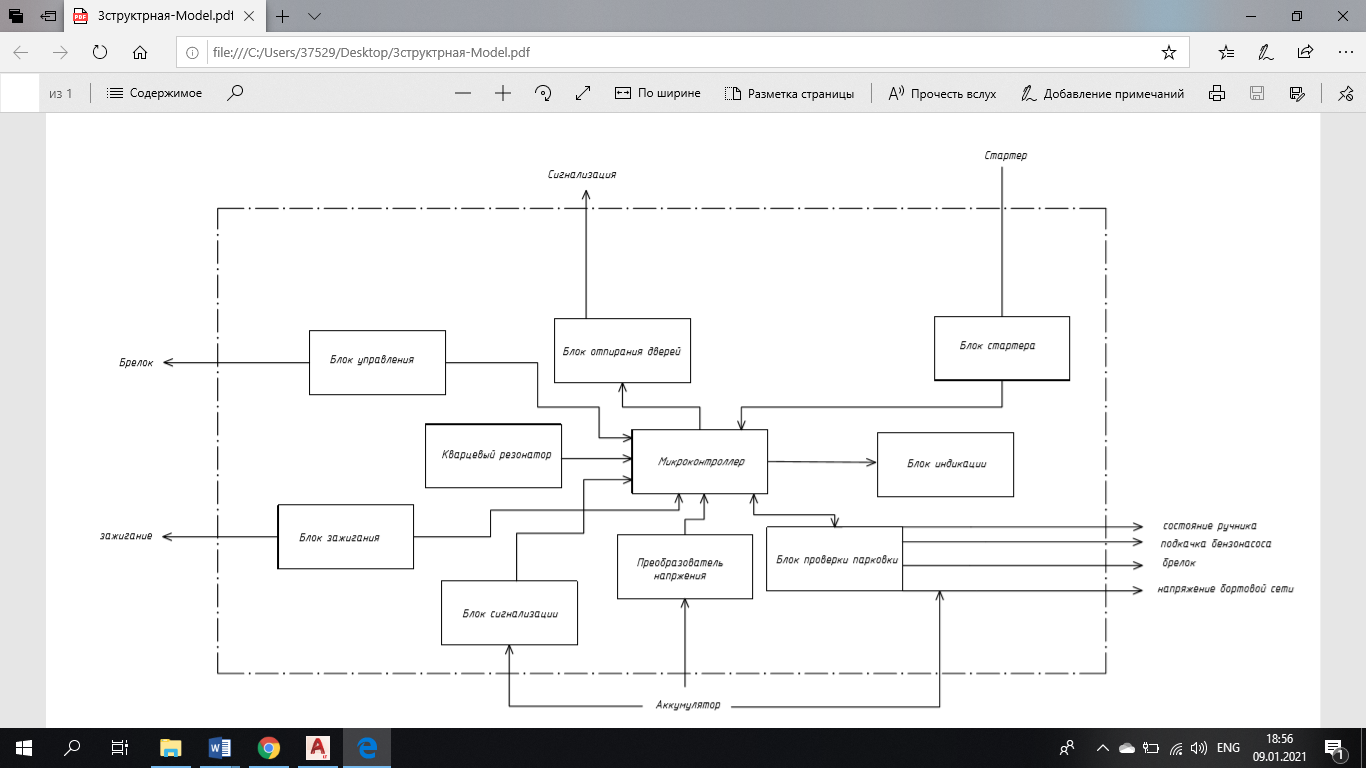 3структрная-Model.pdf
file:///C:/Users/37529/Desktop/3структрная-Model.pdf
из 1
Содержимое
По ширине
Разметка страницы
Прочесть вслух
Добавление примечаний
Стартер
Сигнализация
Блок стартера
Блок отпирания дверей
Блок управления
Брелок
Кварцевый резонатор
Микроконтроллер
Блок индикации
состояние ручника
зажигание
Блок зажигания
подкачка бензонасоса
Преобразователь
напржения
Блок проверки парковки
брелок
напряжение бортовой сети
Блок сигнализации
Аккумулятор
ENG
18:56
09.01.2021
1